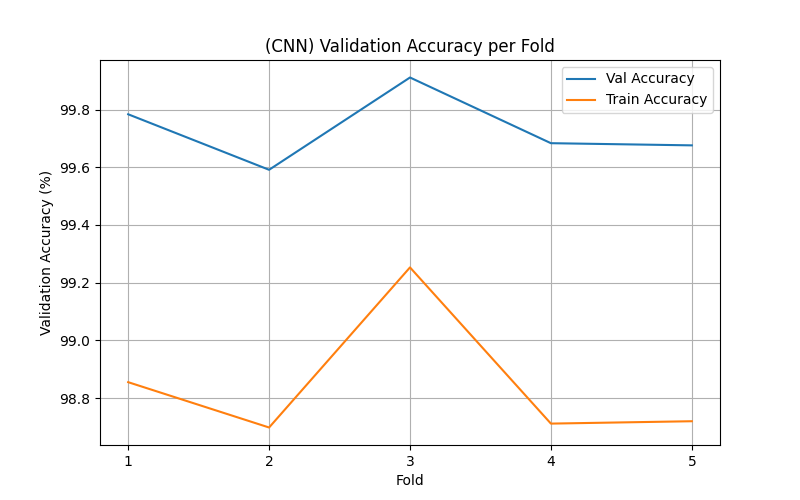 (CNN) Validation Accuracy per Fold
Val Accuracy
Train Accuracy
99.8
99.6
99.4
99.2
99.0
98.8
Validation Accuracy (%)
1 2 3 4 5
Fold